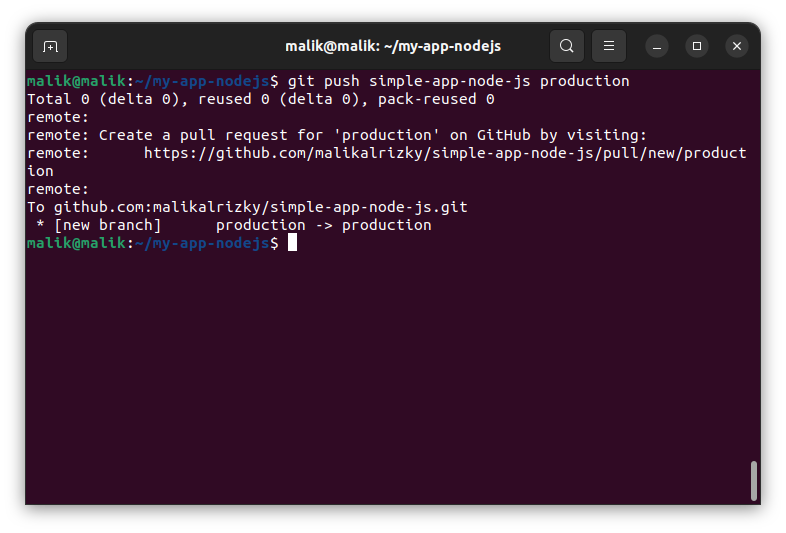 malik@malik: ~/my-app-nodejs
malik@malik:~/my-app-nodejs$ git push simple-app-node-js production
Total 0 (delta 0), reused 0 (delta 0), pack-reused 0
remote:
remote: Create a pull request for 'production' on GitHub by visiting:
remote:      https://github.com/malikalrizky/simple-app-node-js/pull/new/product
ion
remote:
To github.com:malikalrizky/simple-app-node-js.git
 * [new branch]      production -> production
malik@malik:~/my-app-nodejs$